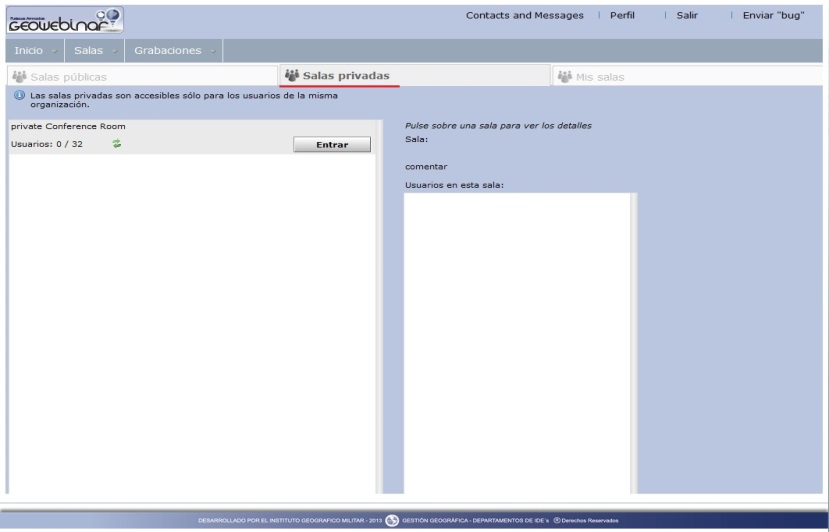 GEOWEbinar
Contacts and Messages | Perfil | Salir | Enviar "bug"
Inicio Salas Grabaciones
Salas públicas Salas privadas Mis salas
Las salas privadas son accesibles sólo para los usuarios de la misma
organización.
private Conference Room
Usuarios: 0 / 32 Entrar
Pulse sobre una sala para ver los detalles
Sala:
comentar
Usuarios en esta sala:
DESARROLLADO POR EL INSTITUTO GEOGRAFICO MILITAR - 2013 GESTIÓN GEOGRÁFICA - DEPARTAMENTOS DE IDE´s ® Derechos Reservados